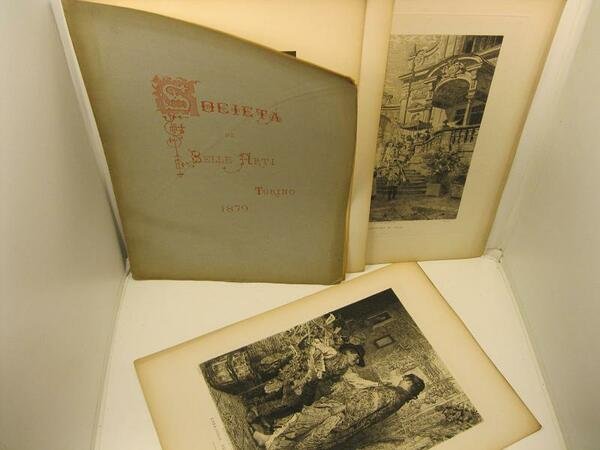 Società
DI
Belle Arti
Torino
1879